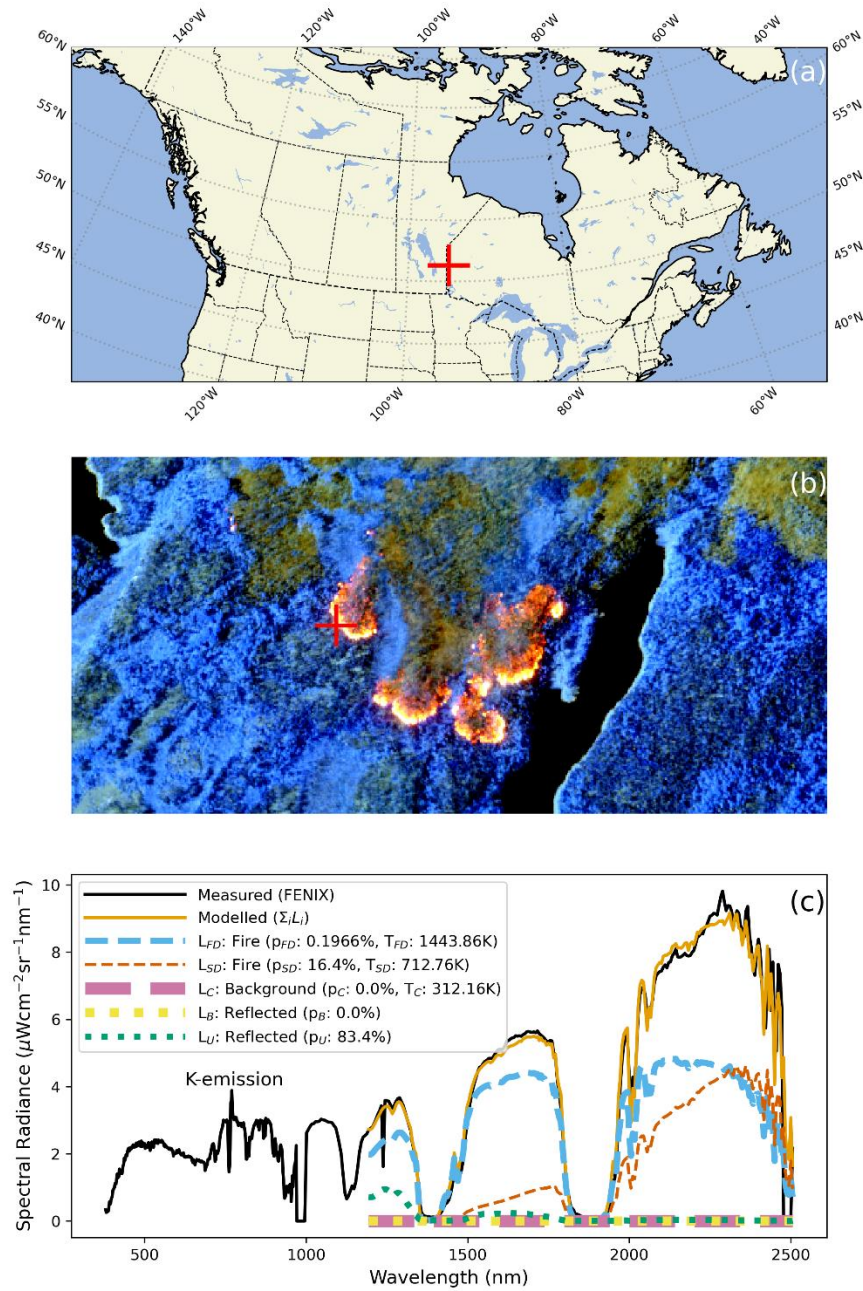 140°W 120°W 100°W 80°W 60°W 40°W
60°N 60°N
(a)
55°N 55°N
50°N 50°N
45°N 45°N
40°N 40°N
120°W 100°W 80°W 60°W
(b)
(c)
Measured (FENIX)
Modelled (ΣᵢLᵢ)
L_FD: Fire (p_FD: 0.1966%, T_FD: 1443.86K)
L_SD: Fire (p_SD: 16.4%, T_SD: 712.76K)
L_C: Background (p_C: 0.0%, T_C: 312.16K)
L_B: Reflected (p_B: 0.0%)
L_U: Reflected (p_U: 83.4%)
K-emission
Spectral Radiance (μWcm⁻²sr⁻¹nm⁻¹)
10
8
6
4
2
0
500 1000 1500 2000 2500
Wavelength (nm)